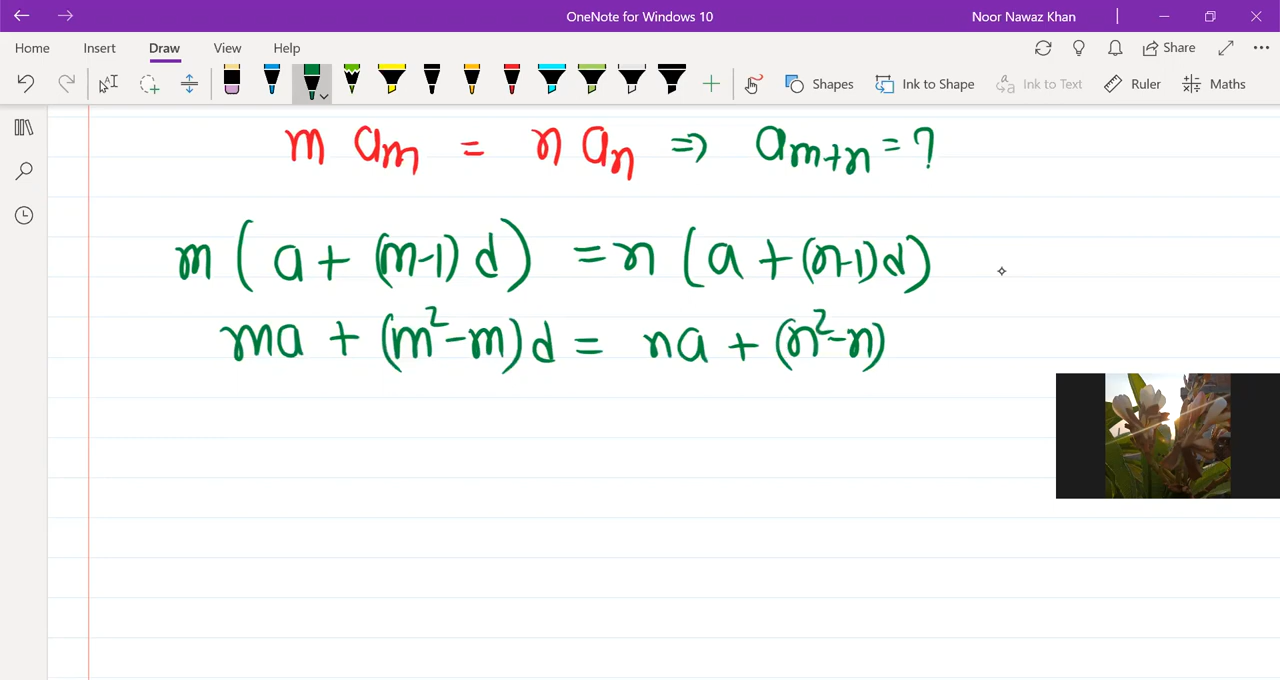 OneNote for Windows 10
Noor Nawaz Khan
Home Insert Draw View Help
Share
Shapes Ink to Shape Ink to Text Ruler Maths
m aₘ = n aₙ ⇒ aₘ₊ₙ = ?
m ( a + (m-1) d ) = n ( a + (n-1) d )
ma + (m²-m) d = na + (n²-n)